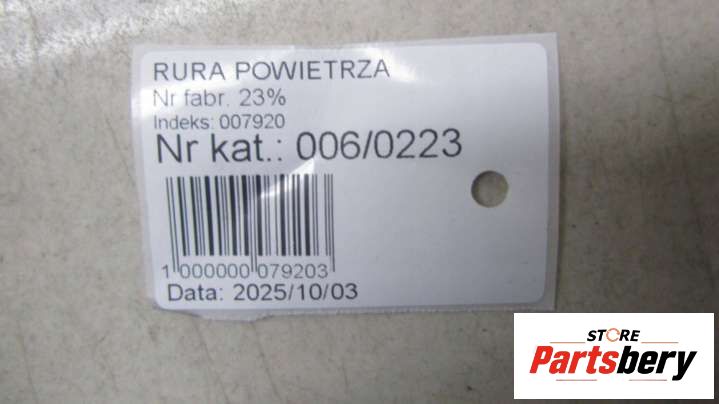 RURA POWIETRZA
Nr fabr. 23%
Indeks: 007920
Nr kat.: 006/0223
1 000000 079203
Data: 2025/10/03
STORE
Partsbery